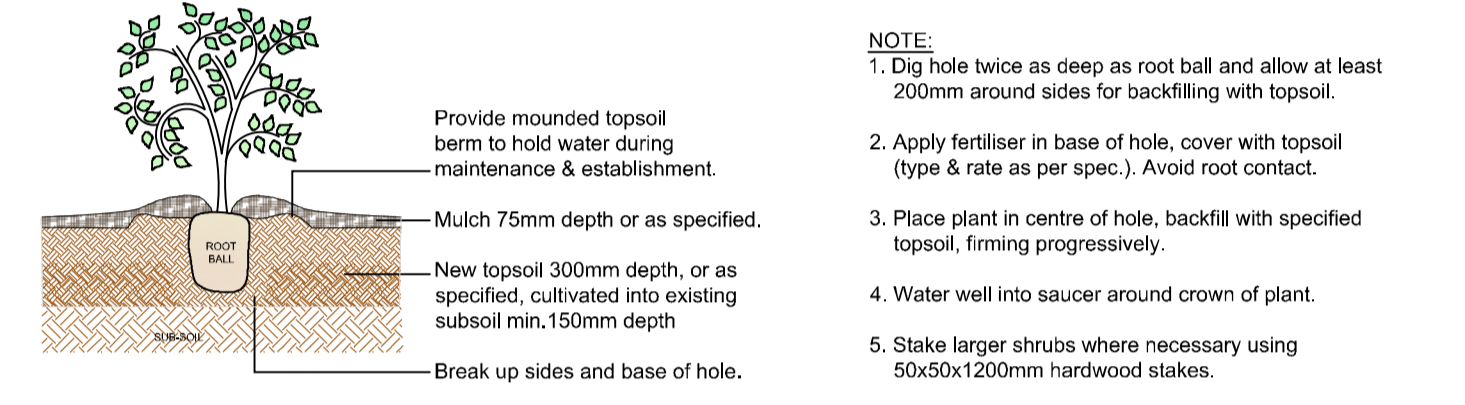 Provide mounded topsoil
berm to hold water during
maintenance & establishment.
Mulch 75mm depth or as specified.
ROOT
BALL
New topsoil 300mm depth, or as
specified, cultivated into existing
subsoil min.150mm depth
SUB-SOIL
Break up sides and base of hole.
NOTE:
1. Dig hole twice as deep as root ball and allow at least
200mm around sides for backfilling with topsoil.
2. Apply fertiliser in base of hole, cover with topsoil
(type & rate as per spec.). Avoid root contact.
3. Place plant in centre of hole, backfill with specified
topsoil, firming progressively.
4. Water well into saucer around crown of plant.
5. Stake larger shrubs where necessary using
50x50x1200mm hardwood stakes.